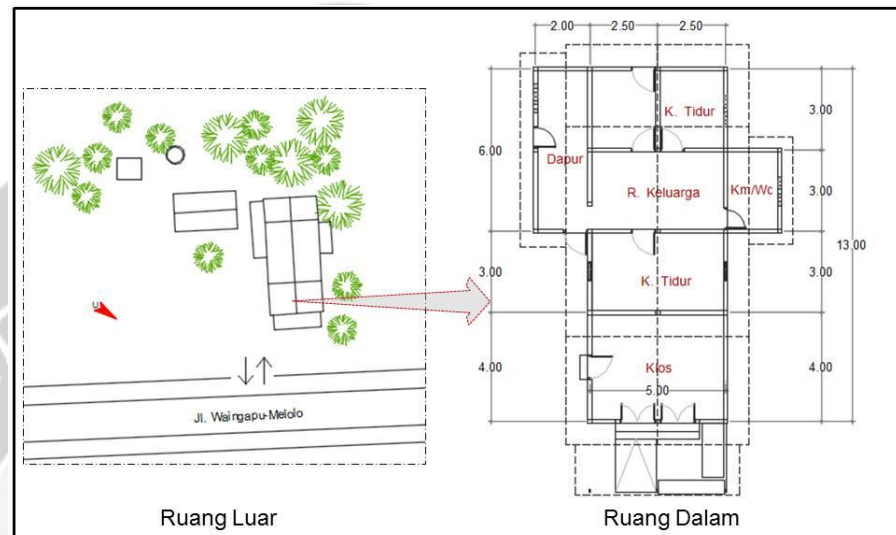 2.00 2.50 2.50
K. Tidur
3.00
6.00
Dapur
R. Keluarga
Km/Wc
3.00
13.00
3.00
K. Tidur
3.00
U
4.00
Kios
4.00
5.00
Jl. Waingapu-Melolo
Ruang Luar
Ruang Dalam